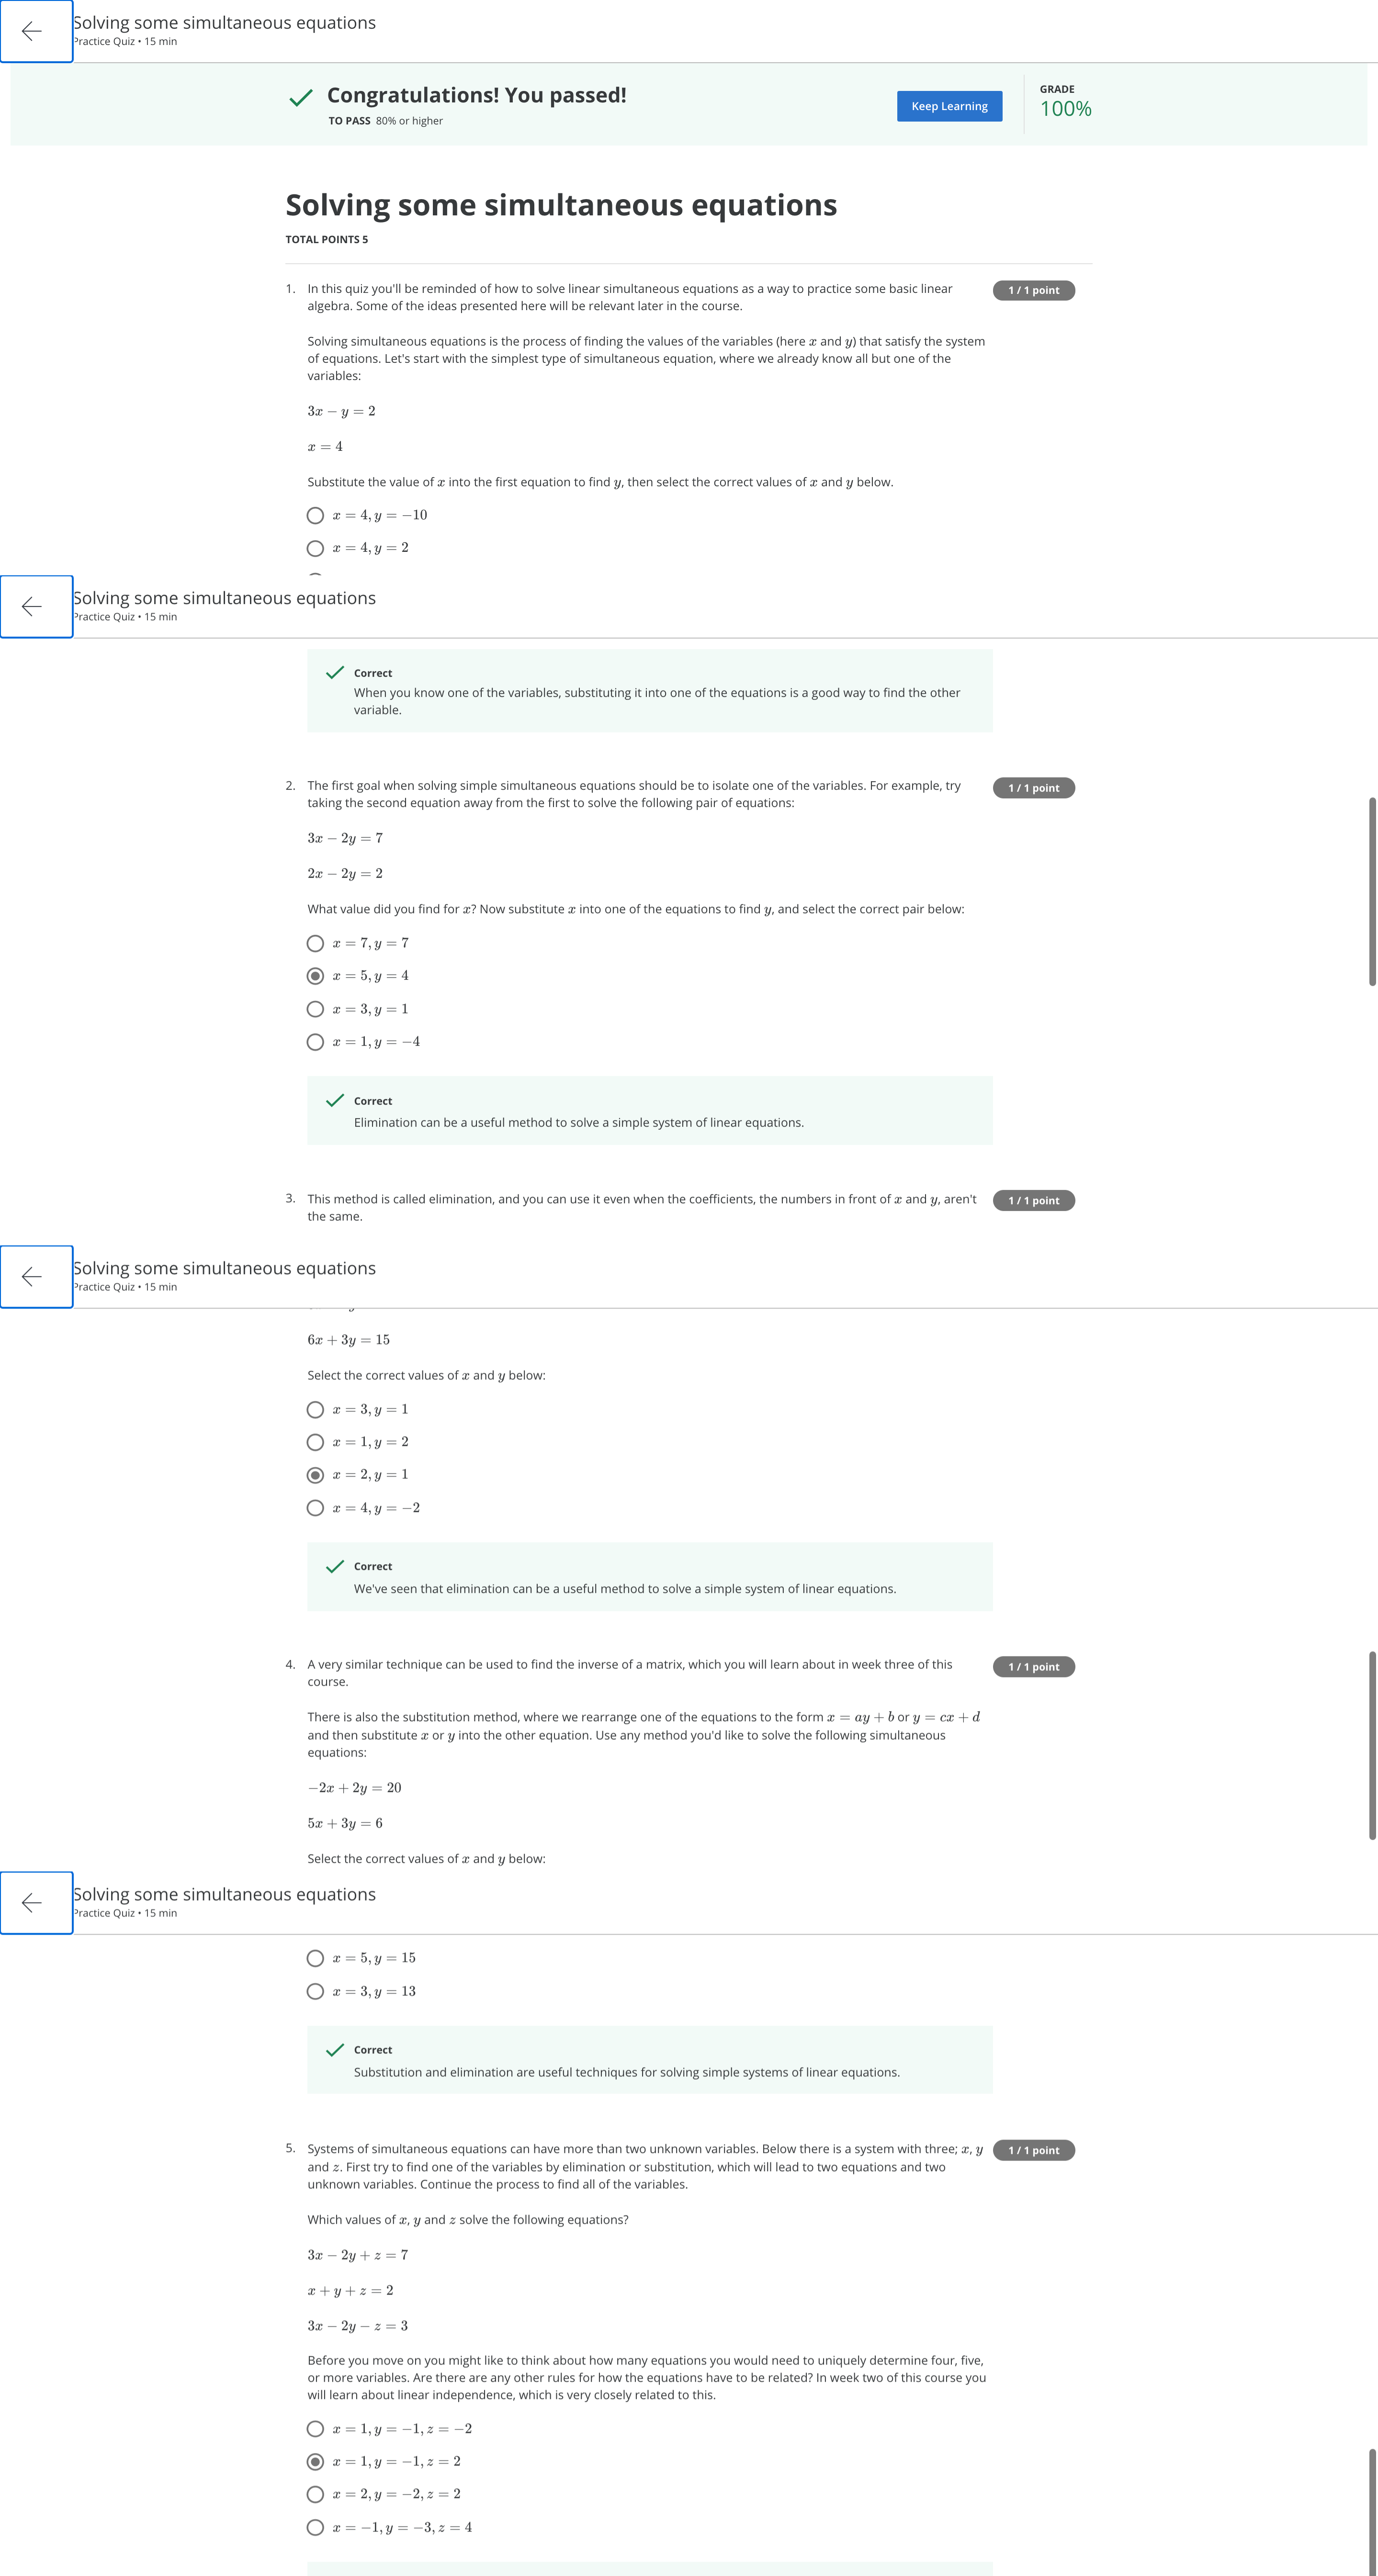 Solving some simultaneous equations
Practice Quiz • 15 min
Congratulations! You passed!
TO PASS 80% or higher
Keep Learning
GRADE
100%
Solving some simultaneous equations
TOTAL POINTS 5
1. In this quiz you'll be reminded of how to solve linear simultaneous equations as a way to practice some basic linear
algebra. Some of the ideas presented here will be relevant later in the course.
1 / 1 point
Solving simultaneous equations is the process of finding the values of the variables (here x and y) that satisfy the system
of equations. Let's start with the simplest type of simultaneous equation, where we already know all but one of the
variables:
3x − y = 2
x = 4
Substitute the value of x into the first equation to find y, then select the correct values of x and y below.
x = 4, y = −10
x = 4, y = 2
Solving some simultaneous equations
Practice Quiz • 15 min
Correct
When you know one of the variables, substituting it into one of the equations is a good way to find the other
variable.
2. The first goal when solving simple simultaneous equations should be to isolate one of the variables. For example, try
taking the second equation away from the first to solve the following pair of equations:
1 / 1 point
3x − 2y = 7
2x − 2y = 2
What value did you find for x? Now substitute x into one of the equations to find y, and select the correct pair below:
x = 7, y = 7
x = 5, y = 4
x = 3, y = 1
x = 1, y = −4
Correct
Elimination can be a useful method to solve a simple system of linear equations.
3. This method is called elimination, and you can use it even when the coefficients, the numbers in front of x and y, aren't
the same.
1 / 1 point
Solving some simultaneous equations
Practice Quiz • 15 min
6x + 3y = 15
Select the correct values of x and y below:
x = 3, y = 1
x = 1, y = 2
x = 2, y = 1
x = 4, y = −2
Correct
We've seen that elimination can be a useful method to solve a simple system of linear equations.
4. A very similar technique can be used to find the inverse of a matrix, which you will learn about in week three of this
course.
1 / 1 point
There is also the substitution method, where we rearrange one of the equations to the form x = ay + b or y = cx + d
and then substitute x or y into the other equation. Use any method you'd like to solve the following simultaneous
equations:
−2x + 2y = 20
5x + 3y = 6
Select the correct values of x and y below:
Solving some simultaneous equations
Practice Quiz • 15 min
x = 5, y = 15
x = 3, y = 13
Correct
Substitution and elimination are useful techniques for solving simple systems of linear equations.
5. Systems of simultaneous equations can have more than two unknown variables. Below there is a system with three; x, y
and z. First try to find one of the variables by elimination or substitution, which will lead to two equations and two
unknown variables. Continue the process to find all of the variables.
1 / 1 point
Which values of x, y and z solve the following equations?
3x − 2y + z = 7
x + y + z = 2
3x − 2y − z = 3
Before you move on you might like to think about how many equations you would need to uniquely determine four, five,
or more variables. Are there are any other rules for how the equations have to be related? In week two of this course you
will learn about linear independence, which is very closely related to this.
x = 1, y = −1, z = −2
x = 1, y = −1, z = 2
x = 2, y = −2, z = 2
x = −1, y = −3, z = 4